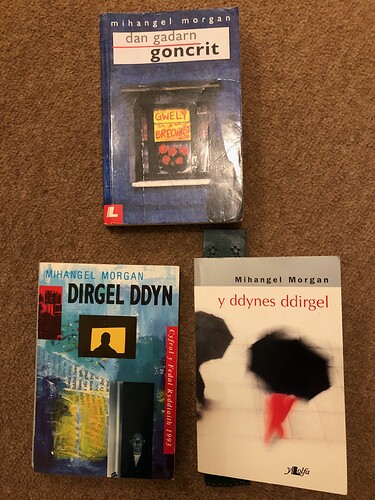 mihangel morgan
dan gadarn
goncrit
GWELY
A
BRECWAST
L
MIHANGEL MORGAN
DIRGEL DDYN
Cyfrol y Fedal Ryddiaith 1993
Mihangel Morgan
y ddynes ddirgel
y Lolfa